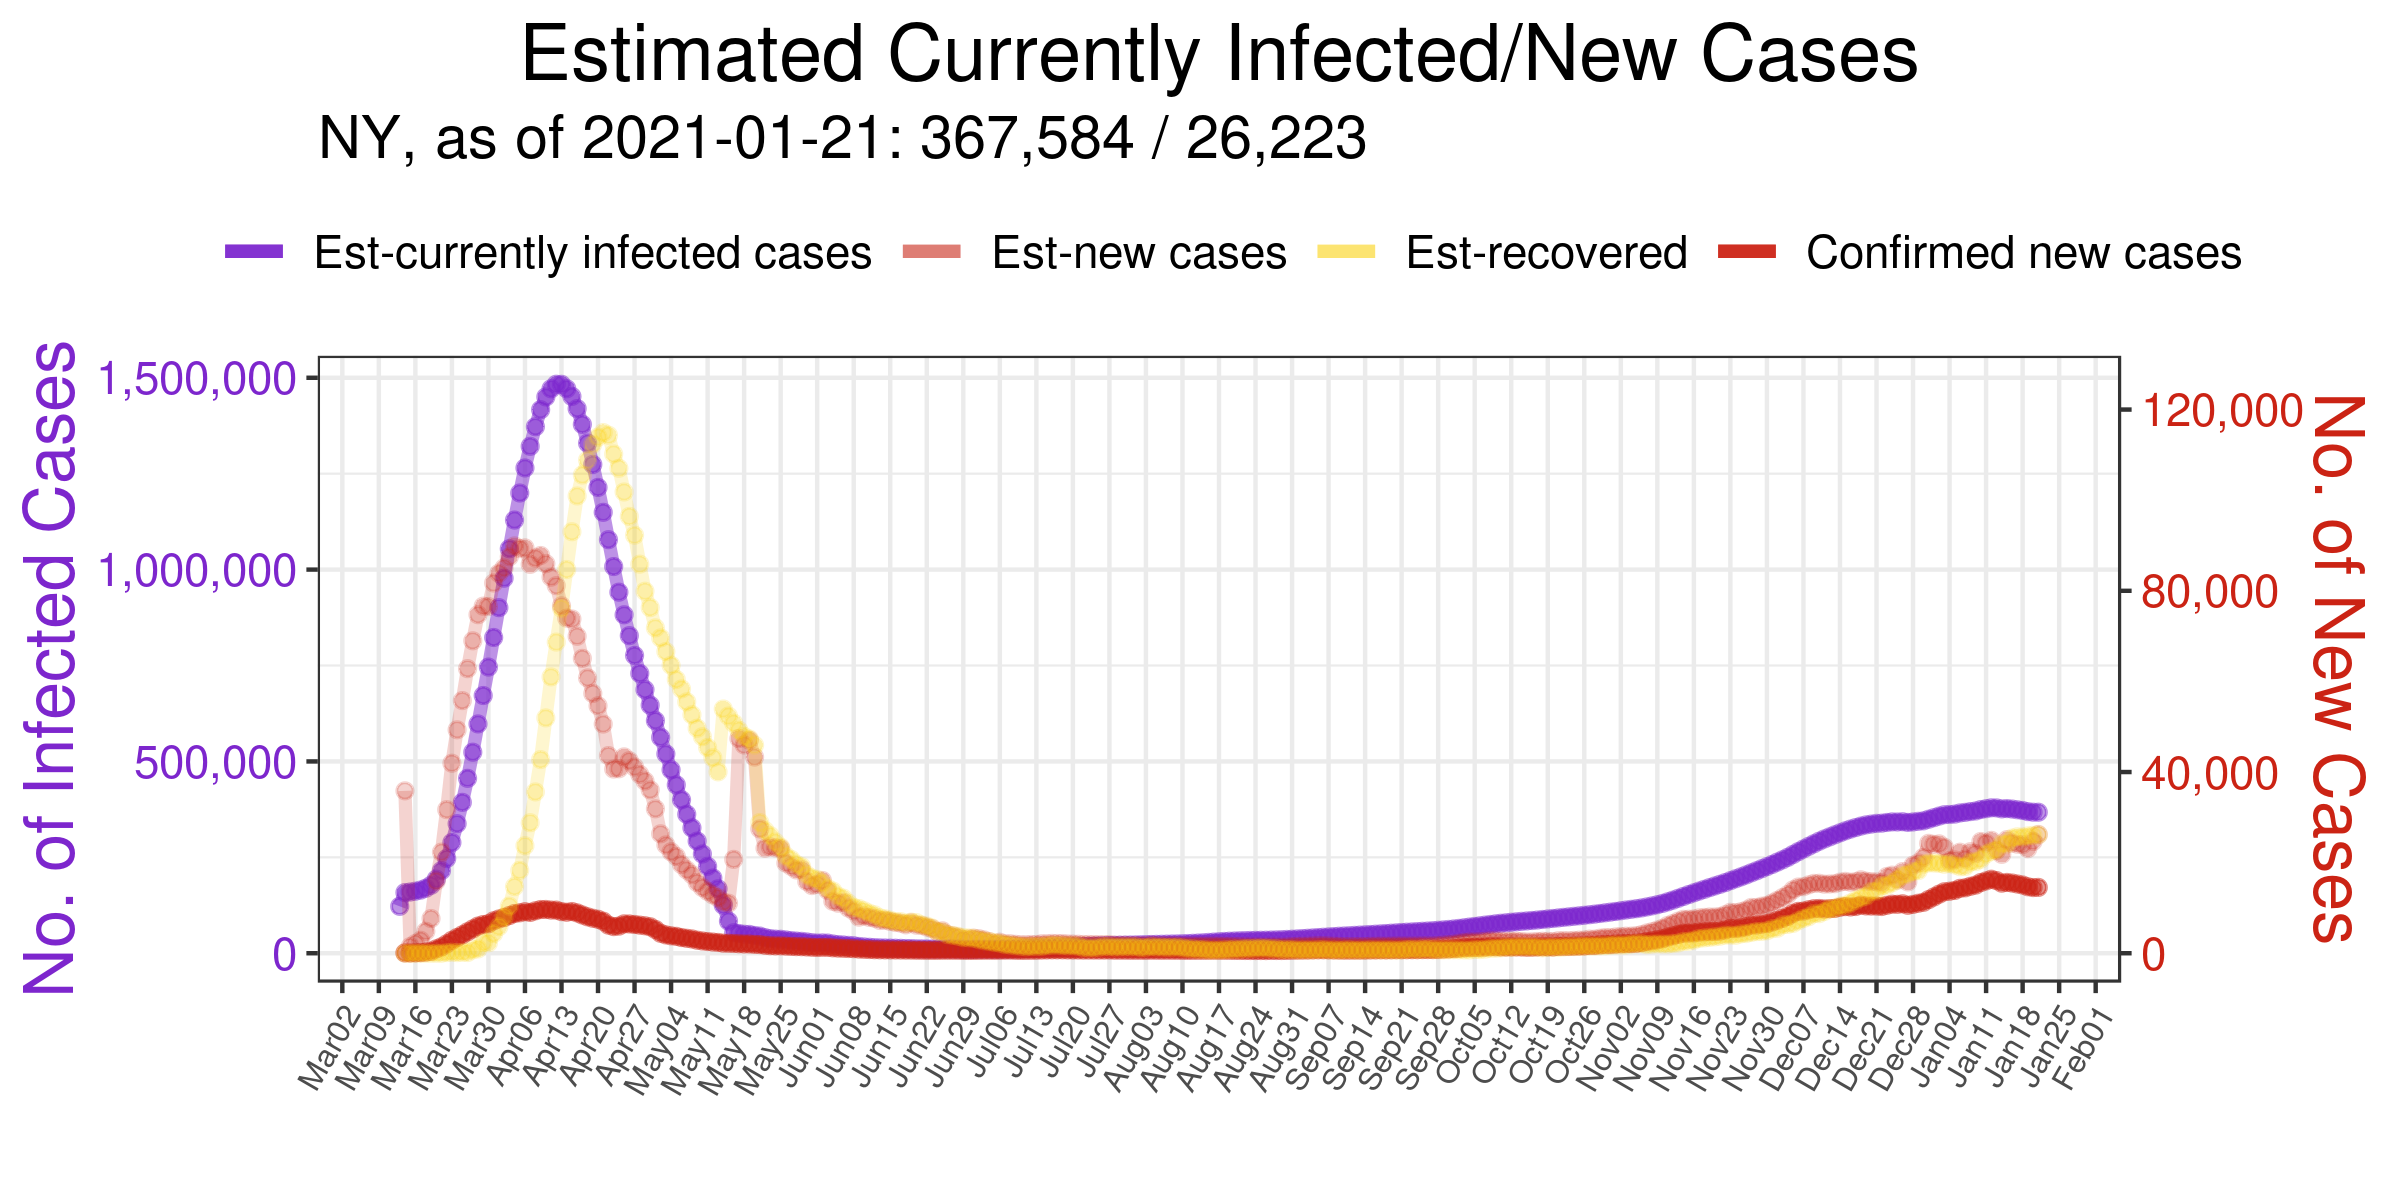 Estimated Currently Infected/New Cases
NY, as of 2021-01-21: 367,584 / 26,223
Est-currently infected cases Est-new cases Est-recovered Confirmed new cases
No. of Infected Cases
1,500,000
1,000,000
500,000
0
120,000
80,000
40,000
0
No. of New Cases
Mar02 Mar09 Mar16 Mar23 Mar30 Apr06 Apr13 Apr20 Apr27 May04 May11 May18 May25 Jun01 Jun08 Jun15 Jun22 Jun29 Jul06 Jul13 Jul20 Jul27 Aug03 Aug10 Aug17 Aug24 Aug31 Sep07 Sep14 Sep21 Sep28 Oct05 Oct12 Oct19 Oct26 Nov02 Nov09 Nov16 Nov23 Nov30 Dec07 Dec14 Dec21 Dec28 Jan04 Jan11 Jan18 Jan25 Feb01